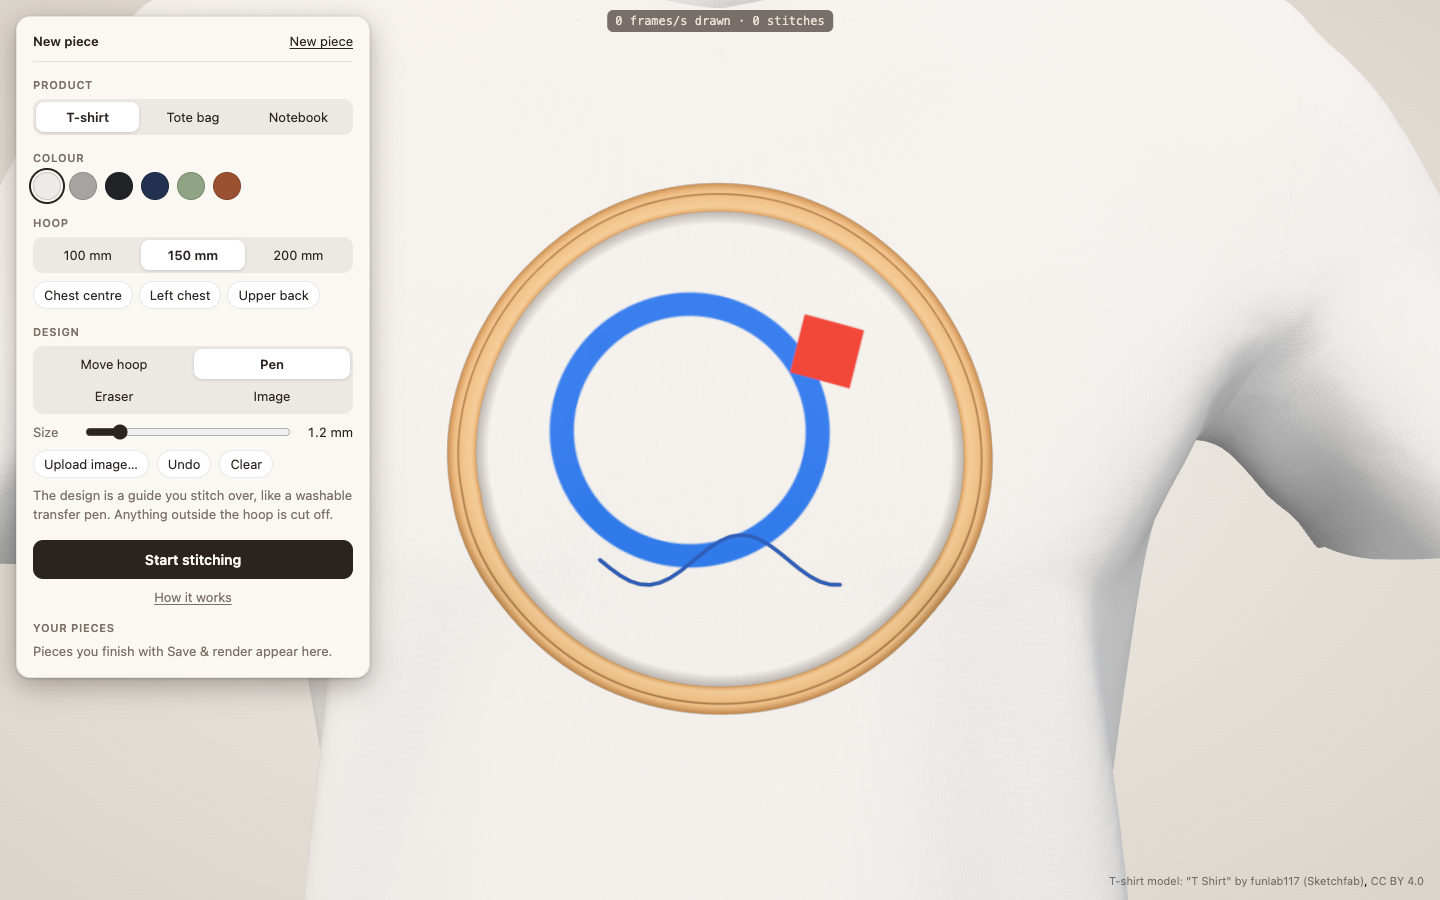 0 frames/s drawn · 0 stitches
New piece New piece
PRODUCT
T-shirt Tote bag Notebook
COLOUR
HOOP
100 mm 150 mm 200 mm
Chest centre Left chest Upper back
DESIGN
Move hoop Pen
Eraser Image
Size 1.2 mm
Upload image... Undo Clear
The design is a guide you stitch over, like a washable
transfer pen. Anything outside the hoop is cut off.
Start stitching
How it works
YOUR PIECES
Pieces you finish with Save & render appear here.
T-shirt model: "T Shirt" by funlab117 (Sketchfab), CC BY 4.0